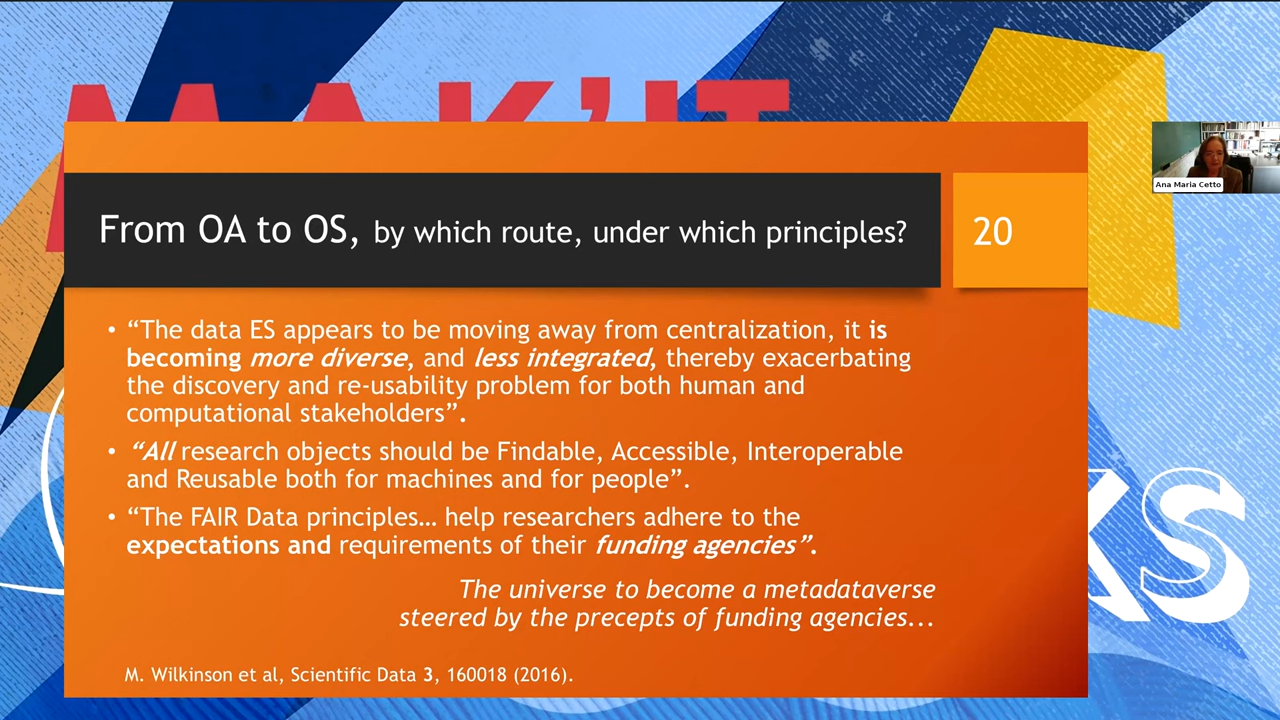 MAK'IT
From OA to OS, by which route, under which principles?
20
Ana Maria Cetto
• “The data ES appears to be moving away from centralization, it is
becoming more diverse, and less integrated, thereby exacerbating
the discovery and re-usability problem for both human and
computational stakeholders”.
• “All research objects should be Findable, Accessible, Interoperable
and Reusable both for machines and for people”.
• “The FAIR Data principles… help researchers adhere to the
expectations and requirements of their funding agencies”.
The universe to become a metadataverse
steered by the precepts of funding agencies...
M. Wilkinson et al, Scientific Data 3, 160018 (2016).